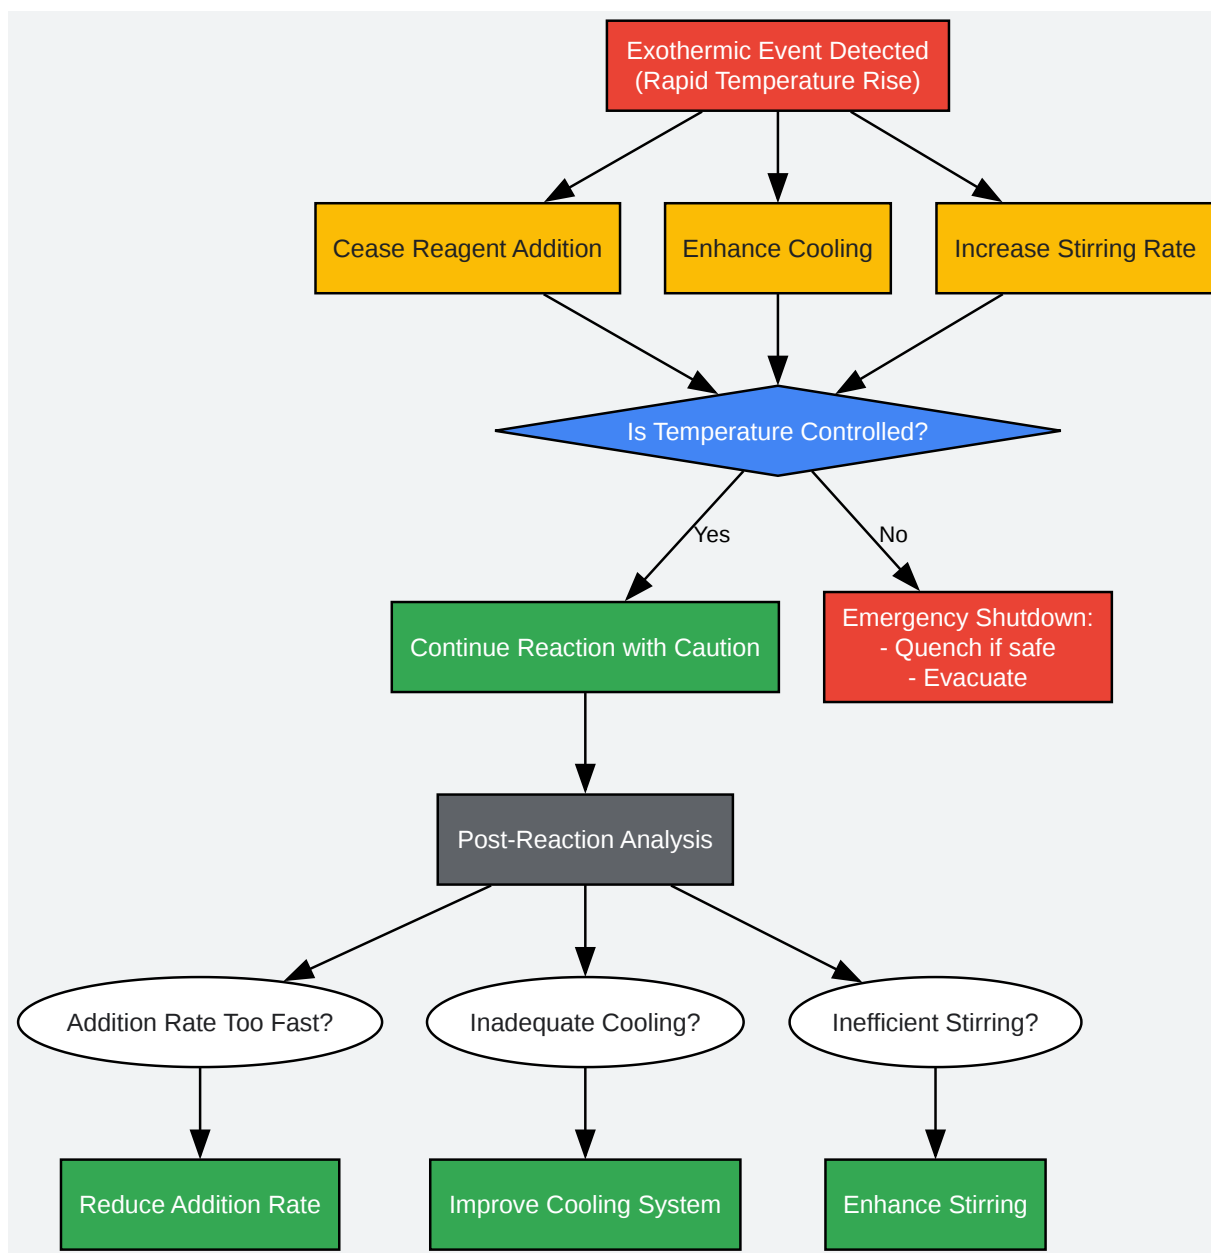 Exothermic Event Detected
(Rapid Temperature Rise)
Cease Reagent Addition
Enhance Cooling
Increase Stirring Rate
Is Temperature Controlled?
Yes
No
Continue Reaction with Caution
Emergency Shutdown:
- Quench if safe
- Evacuate
Post-Reaction Analysis
Addition Rate Too Fast?
Inadequate Cooling?
Inefficient Stirring?
Reduce Addition Rate
Improve Cooling System
Enhance Stirring